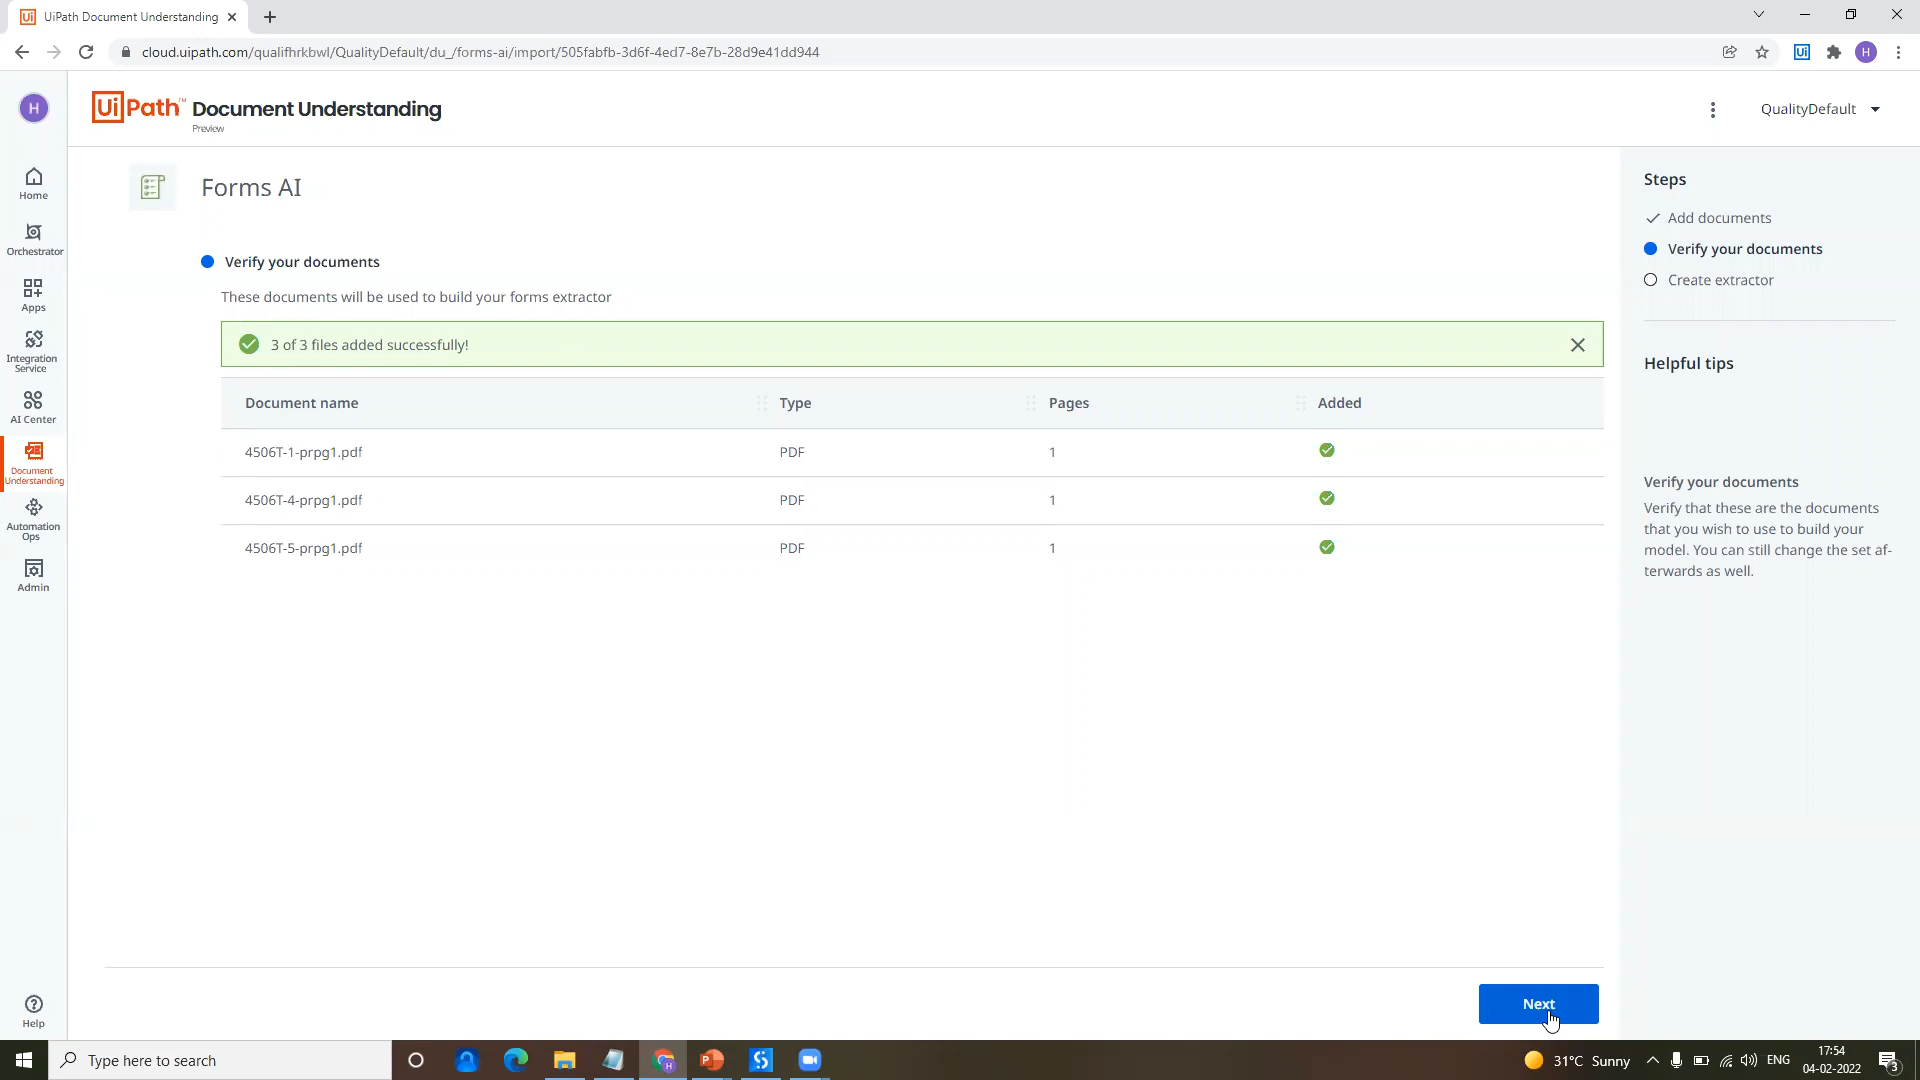 UiPath Document Understanding
cloud.uipath.com/qualifhrkbwl/QualityDefault/du_/forms-ai/import/505fabfb-3d6f-4ed7-8e7b-28d9e41dd944
Ui
H
H
UiPath™ Document Understanding
Preview
QualityDefault
Home
Orchestrator
Apps
Integration
Service
AI Center
Document
Understanding
Automation
Ops
Admin
Help
Forms AI
Verify your documents
These documents will be used to build your forms extractor
3 of 3 files added successfully!
Document name Type Pages Added
4506T-1-prpg1.pdf PDF 1
4506T-4-prpg1.pdf PDF 1
4506T-5-prpg1.pdf PDF 1
Next
Steps
Add documents
Verify your documents
Create extractor
Helpful tips
Verify your documents
Verify that these are the documents
that you wish to use to build your
model. You can still change the set af-
terwards as well.
Type here to search
31°C Sunny
ENG
17:54
04-02-2022
3